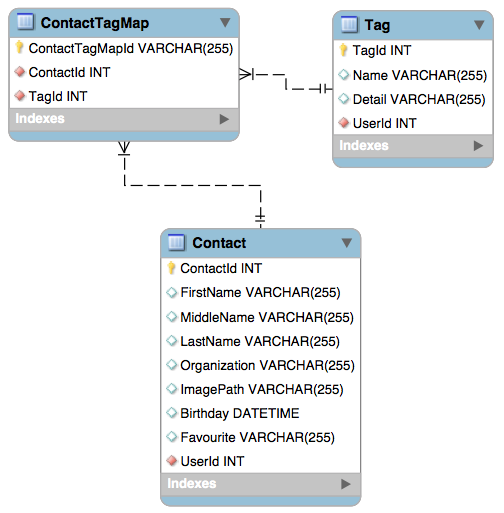 ContactTagMap
ContactTagMapId VARCHAR(255)
ContactId INT
TagId INT
Indexes
Tag
TagId INT
Name VARCHAR(255)
Detail VARCHAR(255)
UserId INT
Indexes
Contact
ContactId INT
FirstName VARCHAR(255)
MiddleName VARCHAR(255)
LastName VARCHAR(255)
Organization VARCHAR(255)
ImagePath VARCHAR(255)
Birthday DATETIME
Favourite VARCHAR(255)
UserId INT
Indexes